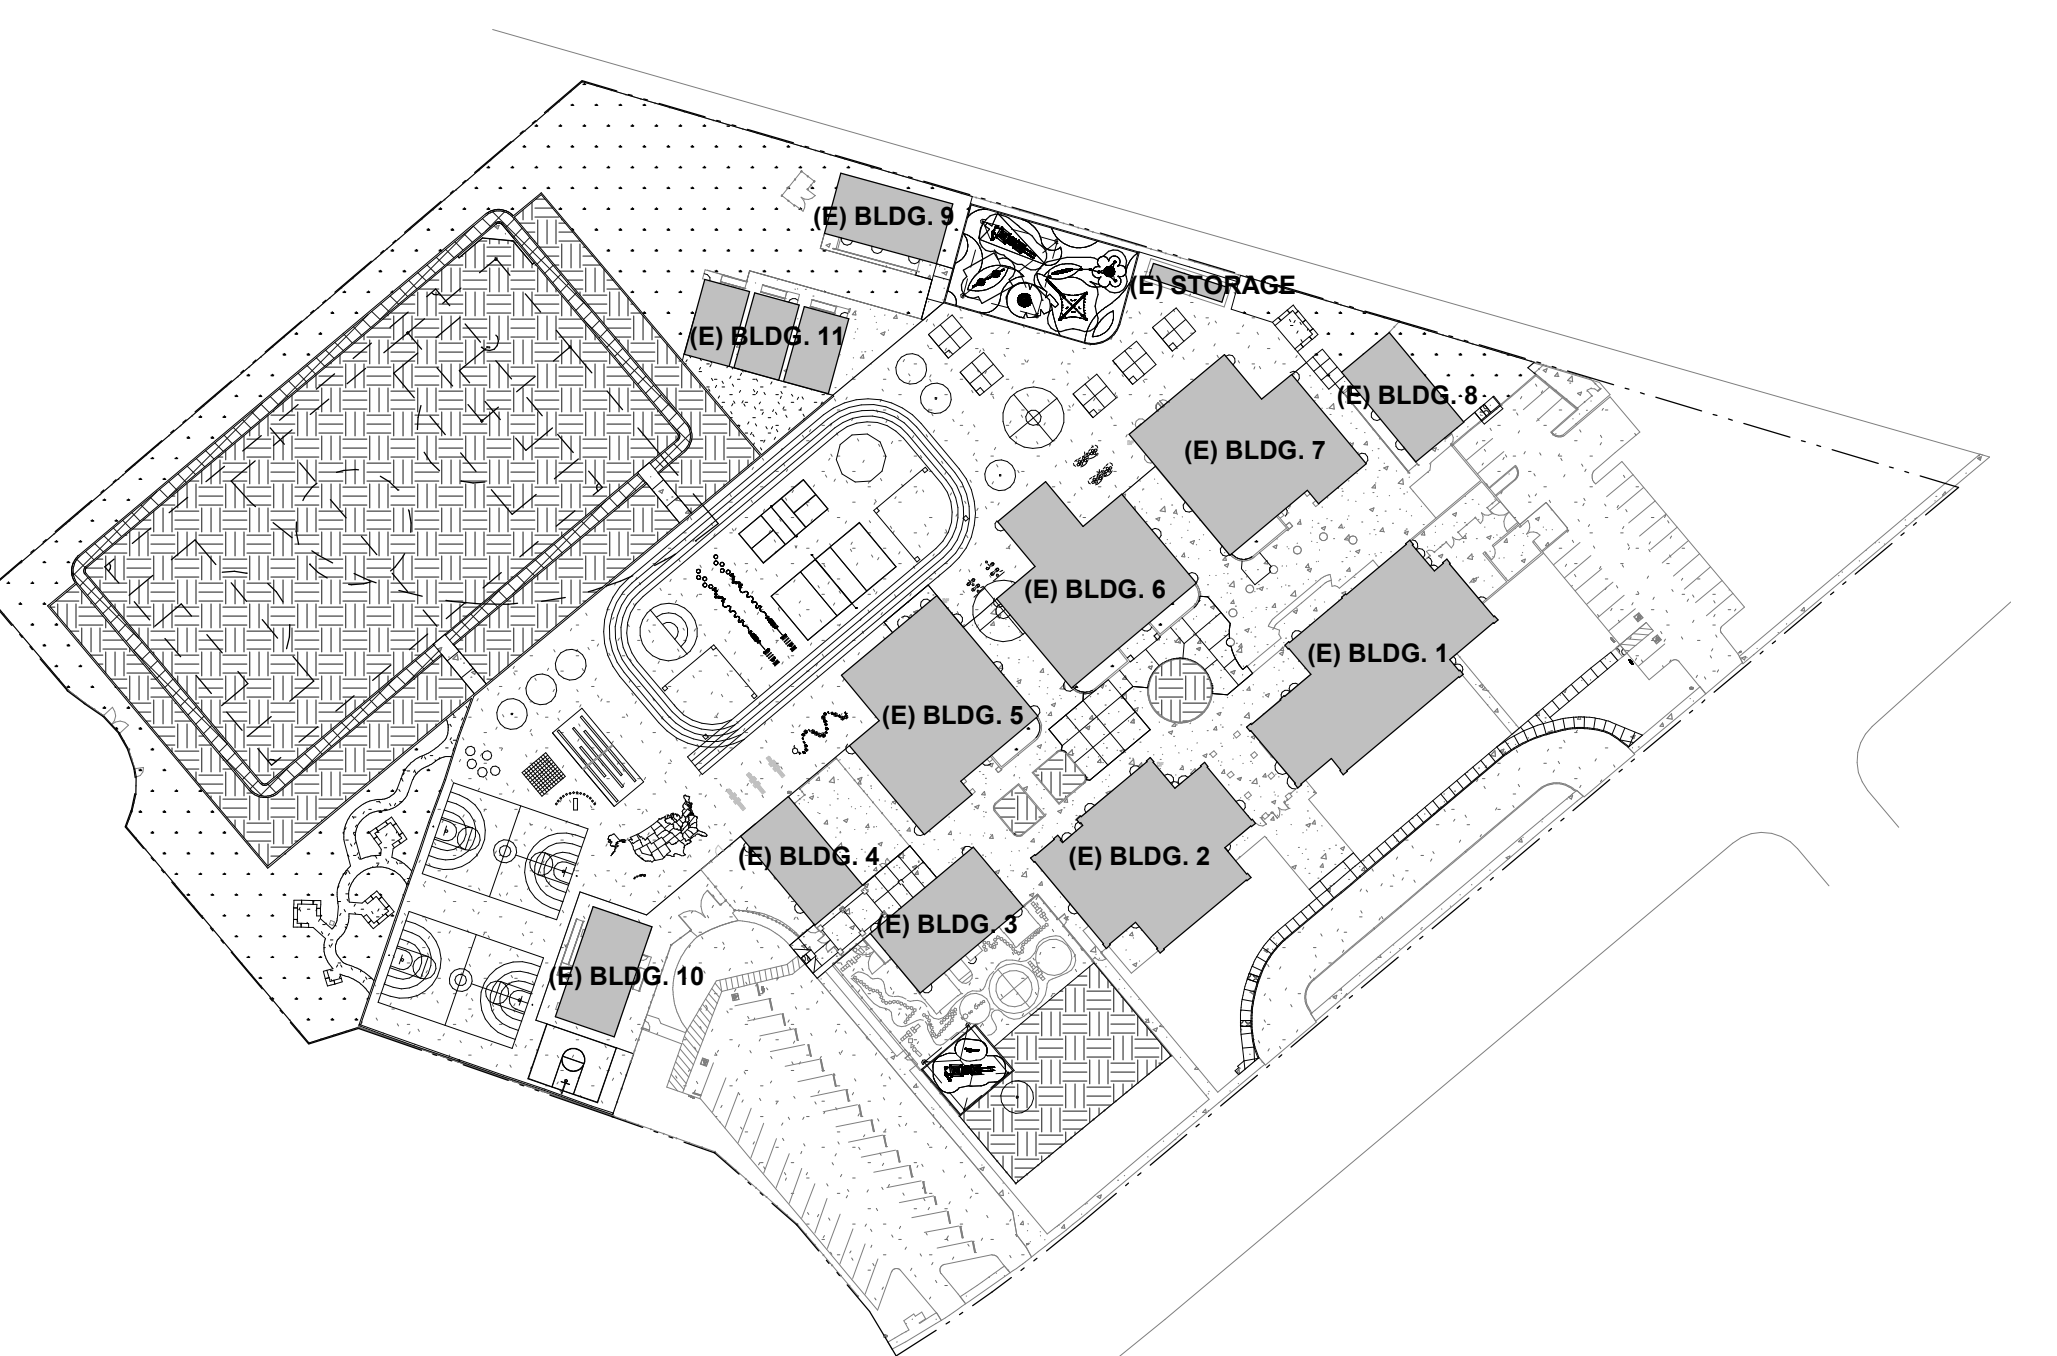 (E) BLDG. 9
(E) STORAGE
(E) BLDG. 11
(E) BLDG. 8
(E) BLDG. 7
(E) BLDG. 6
(E) BLDG. 1
(E) BLDG. 5
(E) BLDG. 4
(E) BLDG. 2
(E) BLDG. 3
(E) BLDG. 10